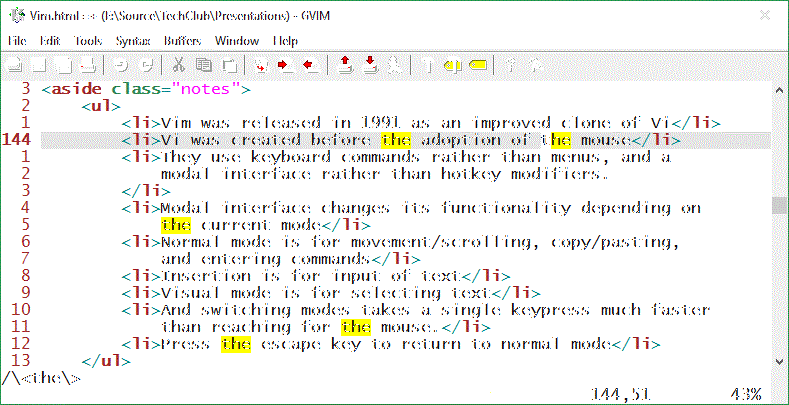 Vim.html = (E:\Source\TechClub\Presentations) - GVIM
File Edit Tools Syntax Buffers Window Help
3 <aside class="notes">
2 <ul>
1 <li>Vim was released in 1991 as an improved clone of Vi</li>
144 <li>Vi was created before the adoption of the mouse</li>
1 <li>They use keyboard commands rather than menus, and a
2 modal interface rather than hotkey modifiers.
3 </li>
4 <li>Modal interface changes its functionality depending on
5 the current mode</li>
6 <li>Normal mode is for movement/scrolling, copy/pasting,
7 and entering commands</li>
8 <li>Insertion is for input of text</li>
9 <li>Visual mode is for selecting text</li>
10 <li>And switching modes takes a single keypress much faster
11 than reaching for the mouse.</li>
12 <li>Press the escape key to return to normal mode</li>
13 </ul>
/\<the\>
144,51 43%